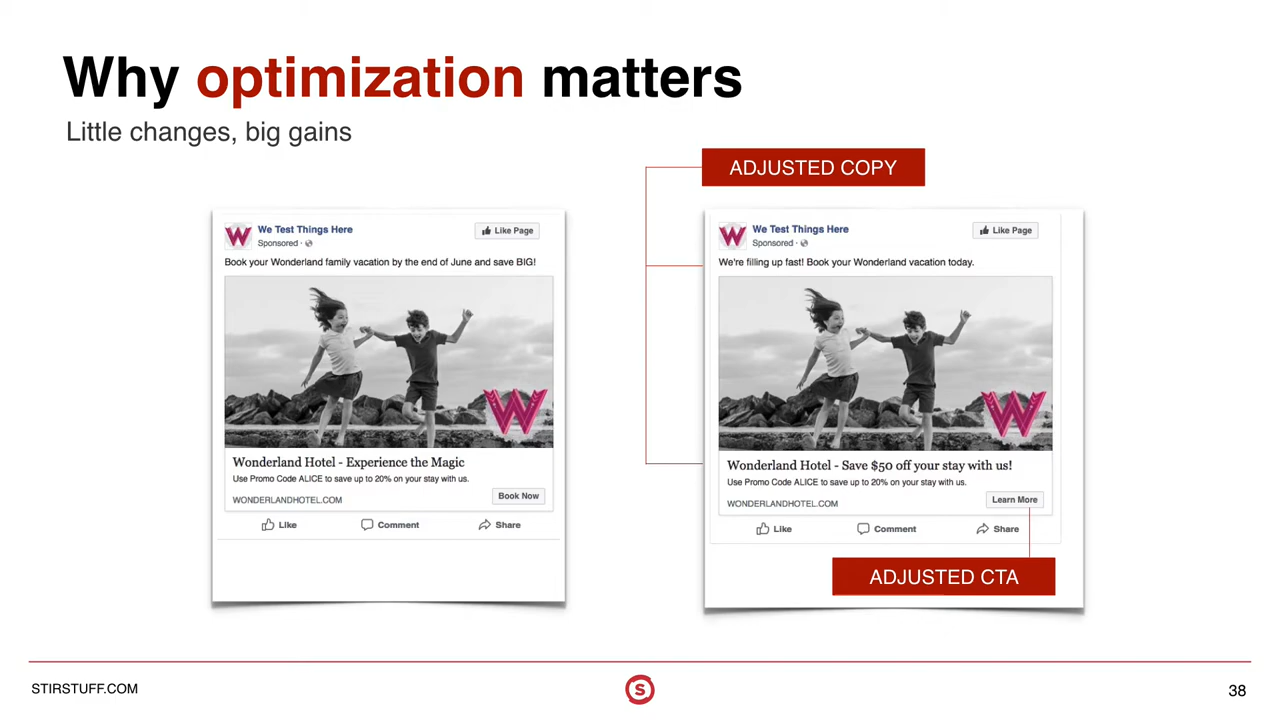 Why optimization matters
Little changes, big gains
ADJUSTED COPY
We Test Things Here
Sponsored ·
Like Page
Book your Wonderland family vacation by the end of June and save BIG!
W
Wonderland Hotel - Experience the Magic
Use Promo Code ALICE to save up to 20% on your stay with us.
WONDERLANDHOTEL.COM
Book Now
Like
Comment
Share
We Test Things Here
Sponsored ·
Like Page
We're filling up fast! Book your Wonderland vacation today.
W
Wonderland Hotel - Save $50 off your stay with us!
Use Promo Code ALICE to save up to 20% on your stay with us.
WONDERLANDHOTEL.COM
Learn More
Like
Comment
Share
ADJUSTED CTA
STIRSTUFF.COM
S
38